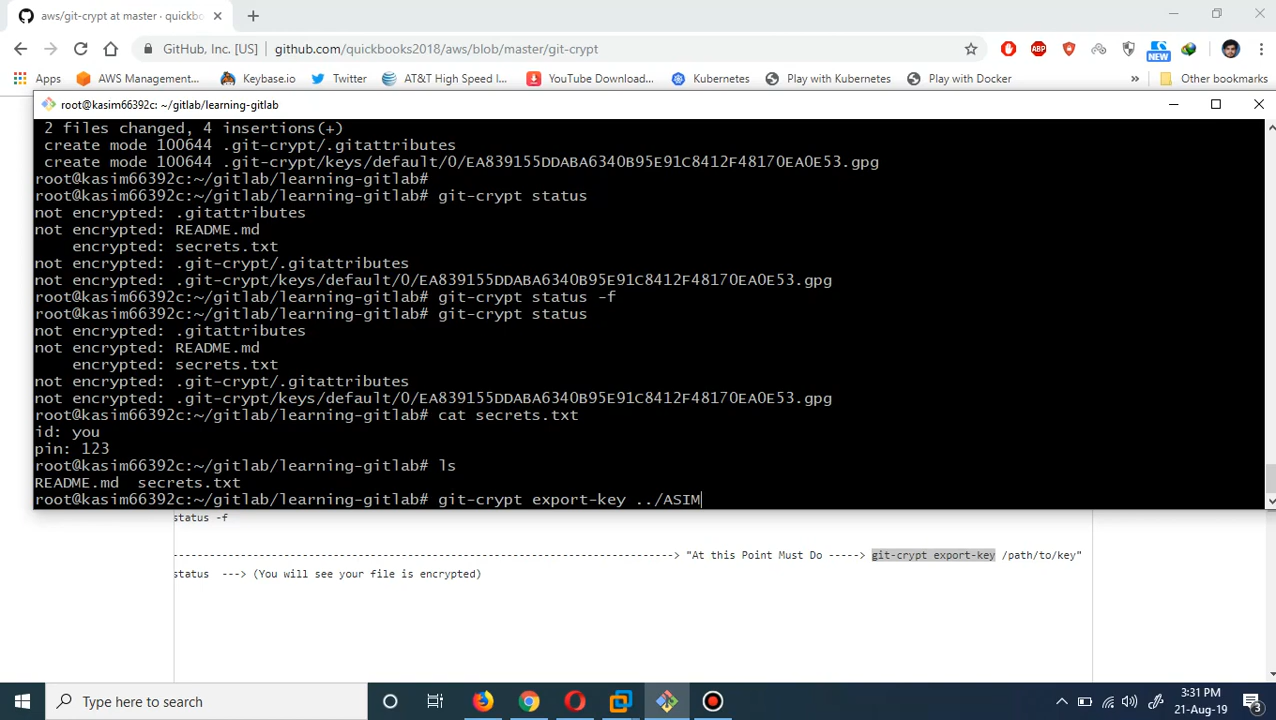 aws/git-crypt at master · quickbo
GitHub, Inc. [US]
github.com/quickbooks2018/aws/blob/master/git-crypt
ABP
NEW
Apps
AWS Management...
Keybase.io
Twitter
AT&T High Speed I...
YouTube Download...
Kubernetes
Play with Kubernetes
Play with Docker
»
Other bookmarks
root@kasim66392c: ~/gitlab/learning-gitlab
2 files changed, 4 insertions(+)
create mode 100644 .git-crypt/.gitattributes
create mode 100644 .git-crypt/keys/default/0/EA839155DDABA6340B95E91C8412F48170EA0E53.gpg
root@kasim66392c:~/gitlab/learning-gitlab#
root@kasim66392c:~/gitlab/learning-gitlab# git-crypt status
not encrypted: .gitattributes
not encrypted: README.md
encrypted: secrets.txt
not encrypted: .git-crypt/.gitattributes
not encrypted: .git-crypt/keys/default/0/EA839155DDABA6340B95E91C8412F48170EA0E53.gpg
root@kasim66392c:~/gitlab/learning-gitlab# git-crypt status -f
root@kasim66392c:~/gitlab/learning-gitlab# git-crypt status
not encrypted: .gitattributes
not encrypted: README.md
encrypted: secrets.txt
not encrypted: .git-crypt/.gitattributes
not encrypted: .git-crypt/keys/default/0/EA839155DDABA6340B95E91C8412F48170EA0E53.gpg
root@kasim66392c:~/gitlab/learning-gitlab# cat secrets.txt
id: you
pin: 123
root@kasim66392c:~/gitlab/learning-gitlab# ls
README.md  secrets.txt
root@kasim66392c:~/gitlab/learning-gitlab# git-crypt export-key ../ASIM
status -f
---------------------------------------------------------------------------------> "At this Point Must Do -----> git-crypt export-key /path/to/key"
status  ---> (You will see your file is encrypted)
Type here to search
3:31 PM
21-Aug-19
3